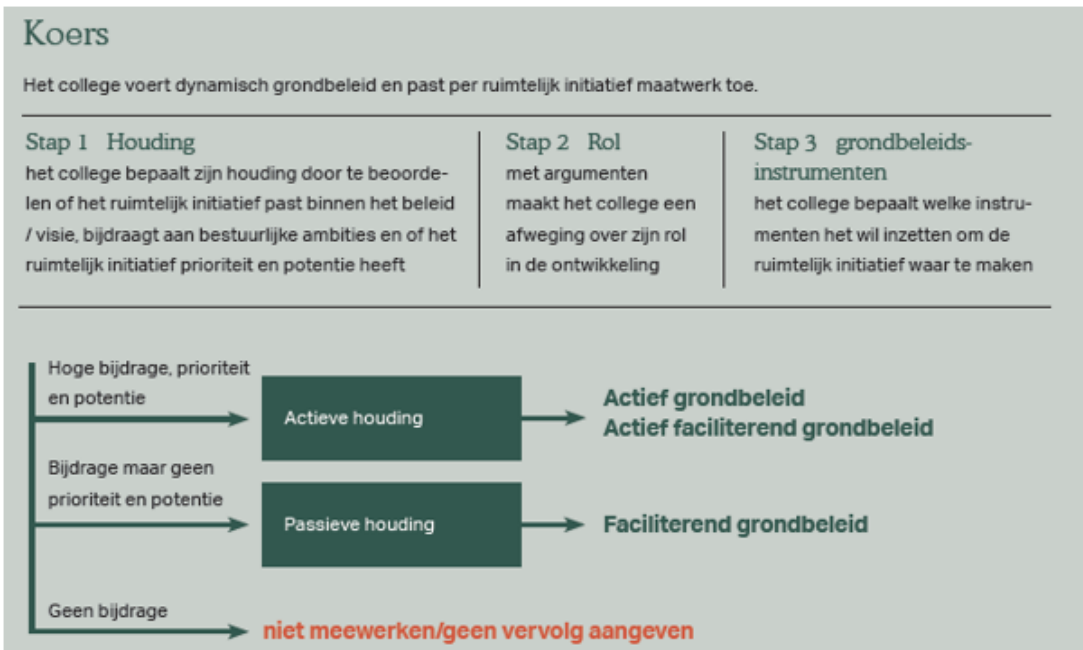 Koers
Het college voert dynamisch grondbeleid en past per ruimtelijk initiatief maatwerk toe.
Stap 1 Houding
het college bepaalt zijn houding door te beoorde-
len of het ruimtelijk initiatief past binnen het beleid
/ visie, bijdraagt aan bestuurlijke ambities en of het
ruimtelijk initiatief prioriteit en potentie heeft
Stap 2 Rol
met argumenten
maakt het college een
afweging over zijn rol
in de ontwikkeling
Stap 3 grondbeleids-
instrumenten
het college bepaalt welke instru-
menten het wil inzetten om de
ruimtelijk initiatief waar te maken
Hoge bijdrage, prioriteit
en potentie
Actieve houding
Actief grondbeleid
Actief faciliterend grondbeleid
Bijdrage maar geen
prioriteit en potentie
Passieve houding
Faciliterend grondbeleid
Geen bijdrage
niet meewerken/geen vervolg aangeven